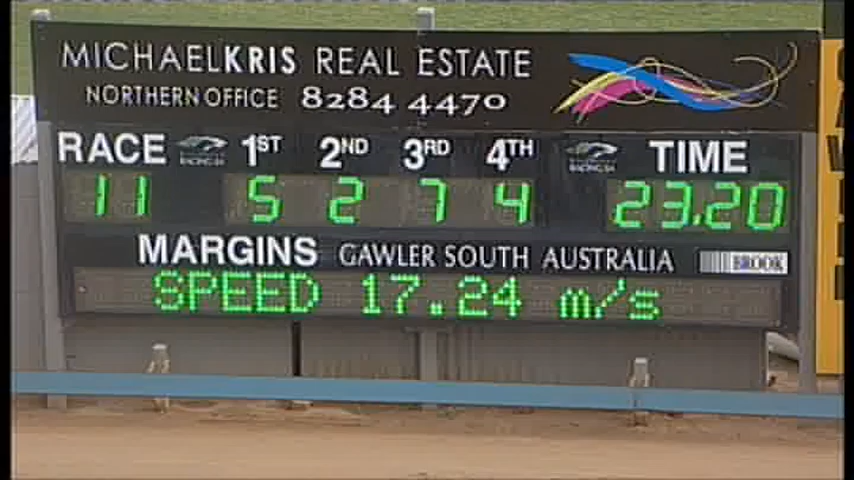 MICHAELKRIS REAL ESTATE
NORTHERN OFFICE 8284 4470
RACE 1ST 2ND 3RD 4TH TIME
11 5 2 7 4 23.20
MARGINS GAWLER SOUTH AUSTRALIA BROOK
SPEED 17.24 m/s